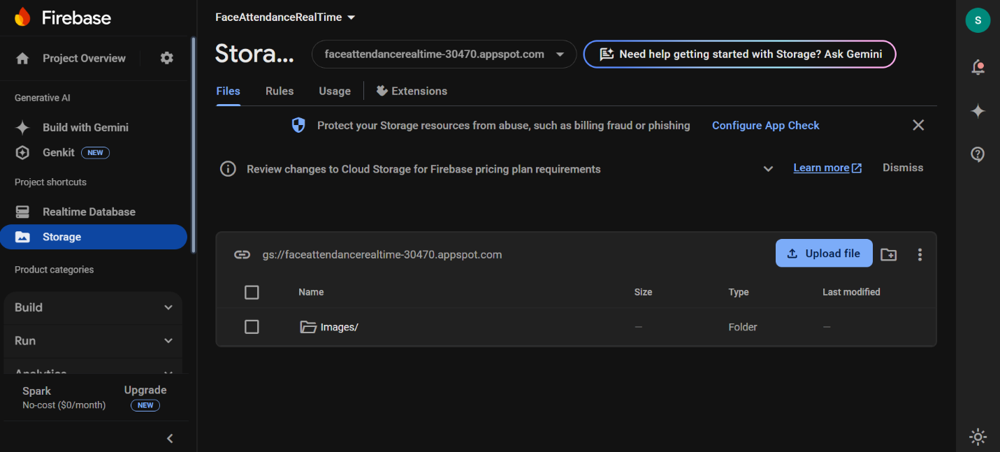 Firebase
Project Overview
Generative AI
Build with Gemini
Genkit NEW
Project shortcuts
Realtime Database
Storage
Product categories
Build
Run
Analytics
Spark
No-cost ($0/month)
Upgrade
NEW
FaceAttendanceRealTime
Stora...
faceattendancerealtime-30470.appspot.com
Need help getting started with Storage? Ask Gemini
Files Rules Usage Extensions
Protect your Storage resources from abuse, such as billing fraud or phishing Configure App Check
Review changes to Cloud Storage for Firebase pricing plan requirements Learn more Dismiss
gs://faceattendancerealtime-30470.appspot.com Upload file
Name Size Type Last modified
Images/ — Folder —
S